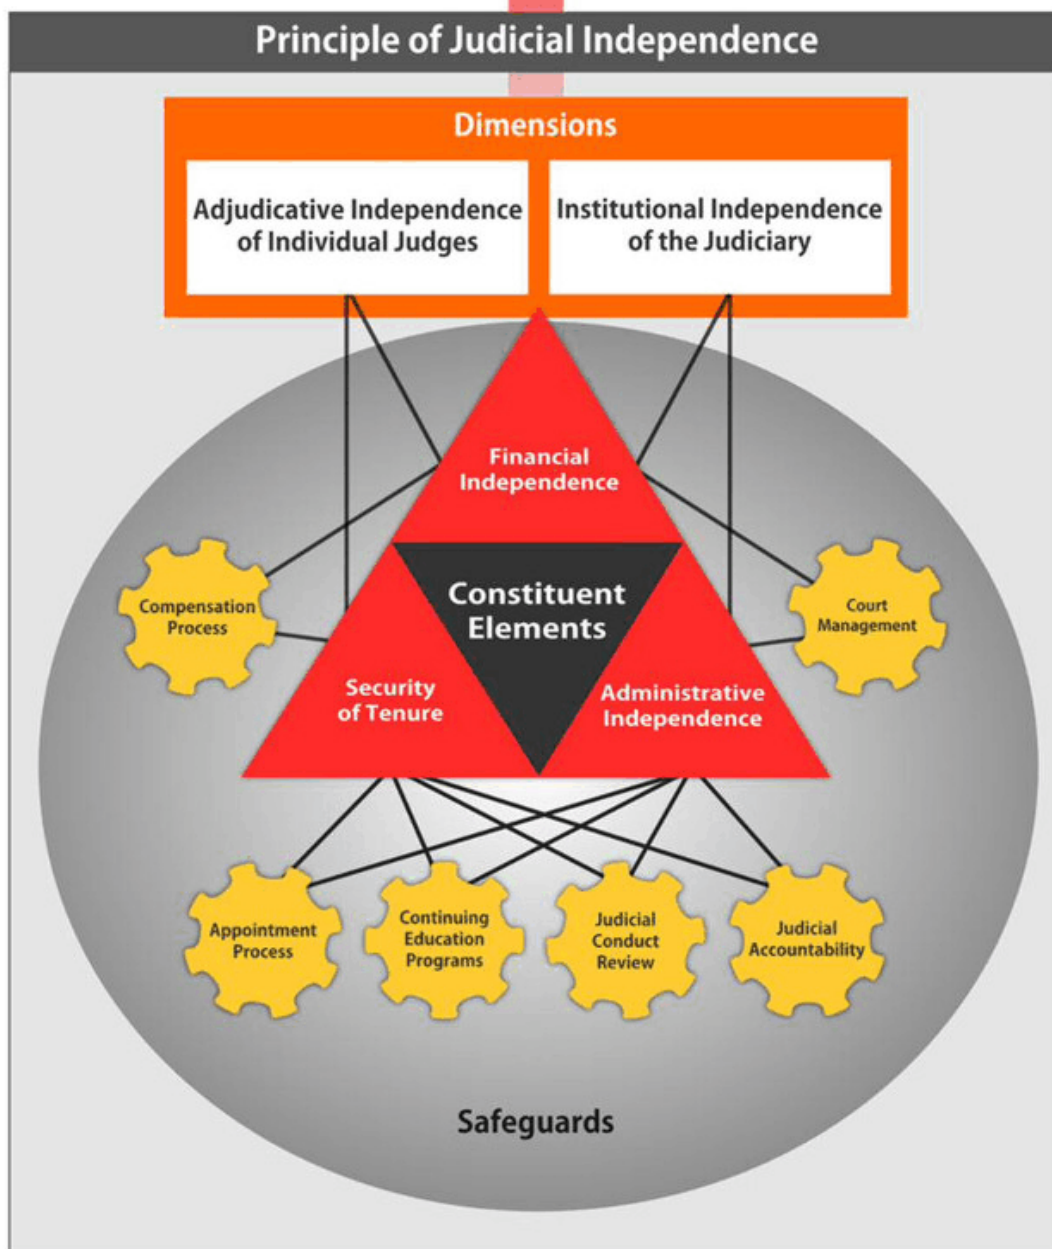 Principle of Judicial Independence
Dimensions
Adjudicative Independence
of Individual Judges
Institutional Independence
of the Judiciary
Financial
Independence
Constituent
Elements
Security
of Tenure
Administrative
Independence
Compensation
Process
Court
Management
Appointment
Process
Continuing
Education
Programs
Judicial
Conduct
Review
Judicial
Accountability
Safeguards